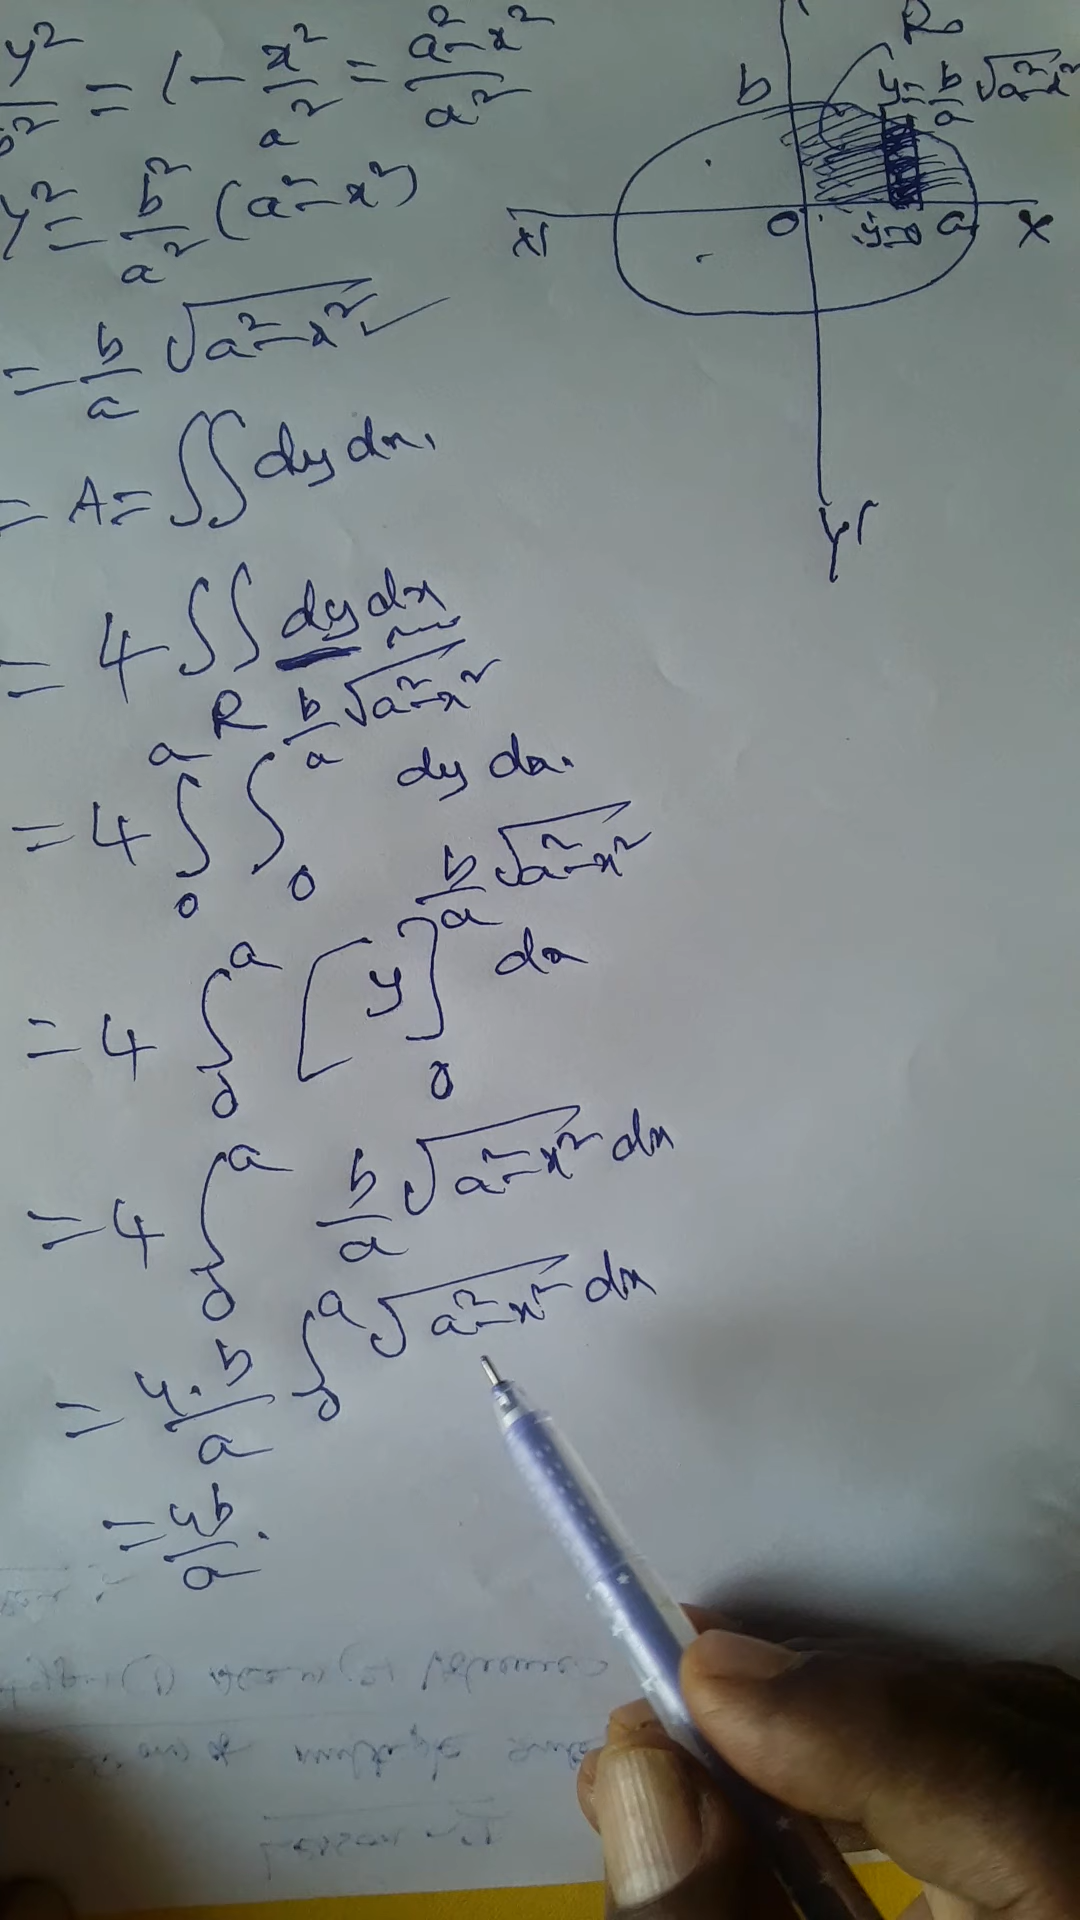 y²/b² = 1 - x²/a² = a²-x²/a²
y² = b²/a² (a²-x²)
= b/a √a²-x²
= A = ∫∫ dy dx.
= 4 ∫∫_R dy dx
= 4 ∫_0^a ∫_0^{b/a √a²-x²} dy dx.
= 4 ∫_0^a [y]_0^{b/a √a²-x²} dx
= 4 ∫_0^a b/a √a²-x² dx
= 4·b/a ∫_0^a √a²-x² dx
= 4b/a ·
R
b
y = b/a √a²-x²
x' O y=0 a X
y'